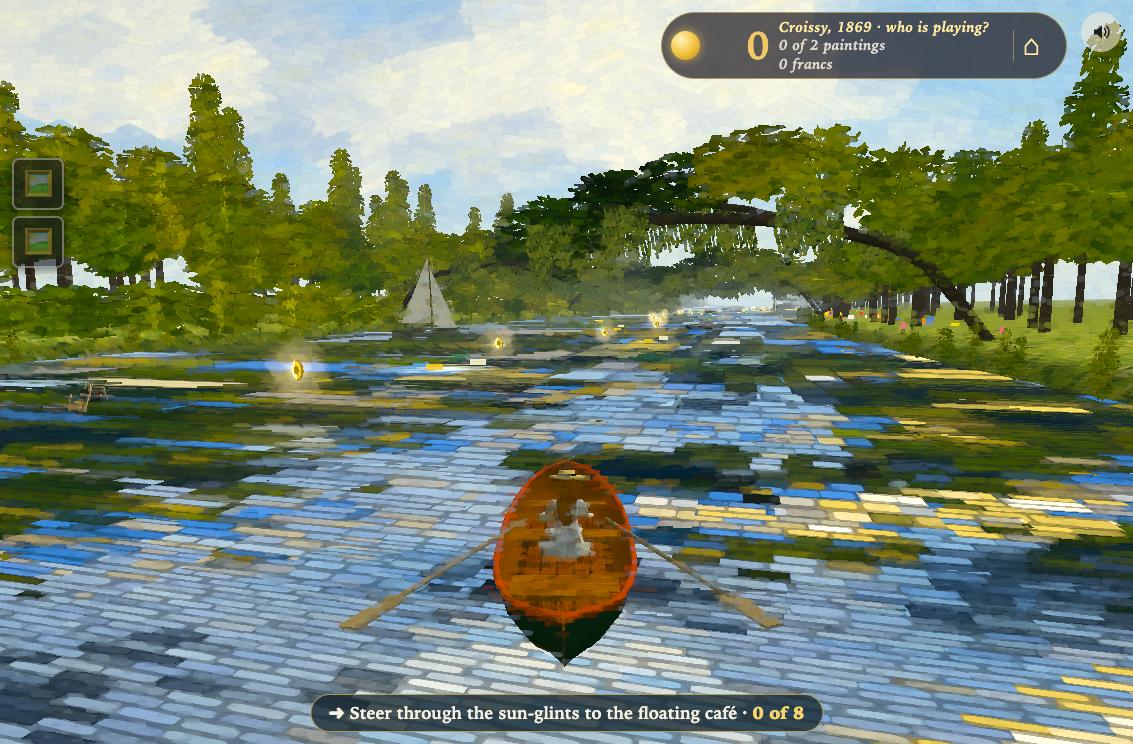 0
Croissy, 1869 · who is playing?
0 of 2 paintings
0 francs
➜ Steer through the sun-glints to the floating café · 0 of 8